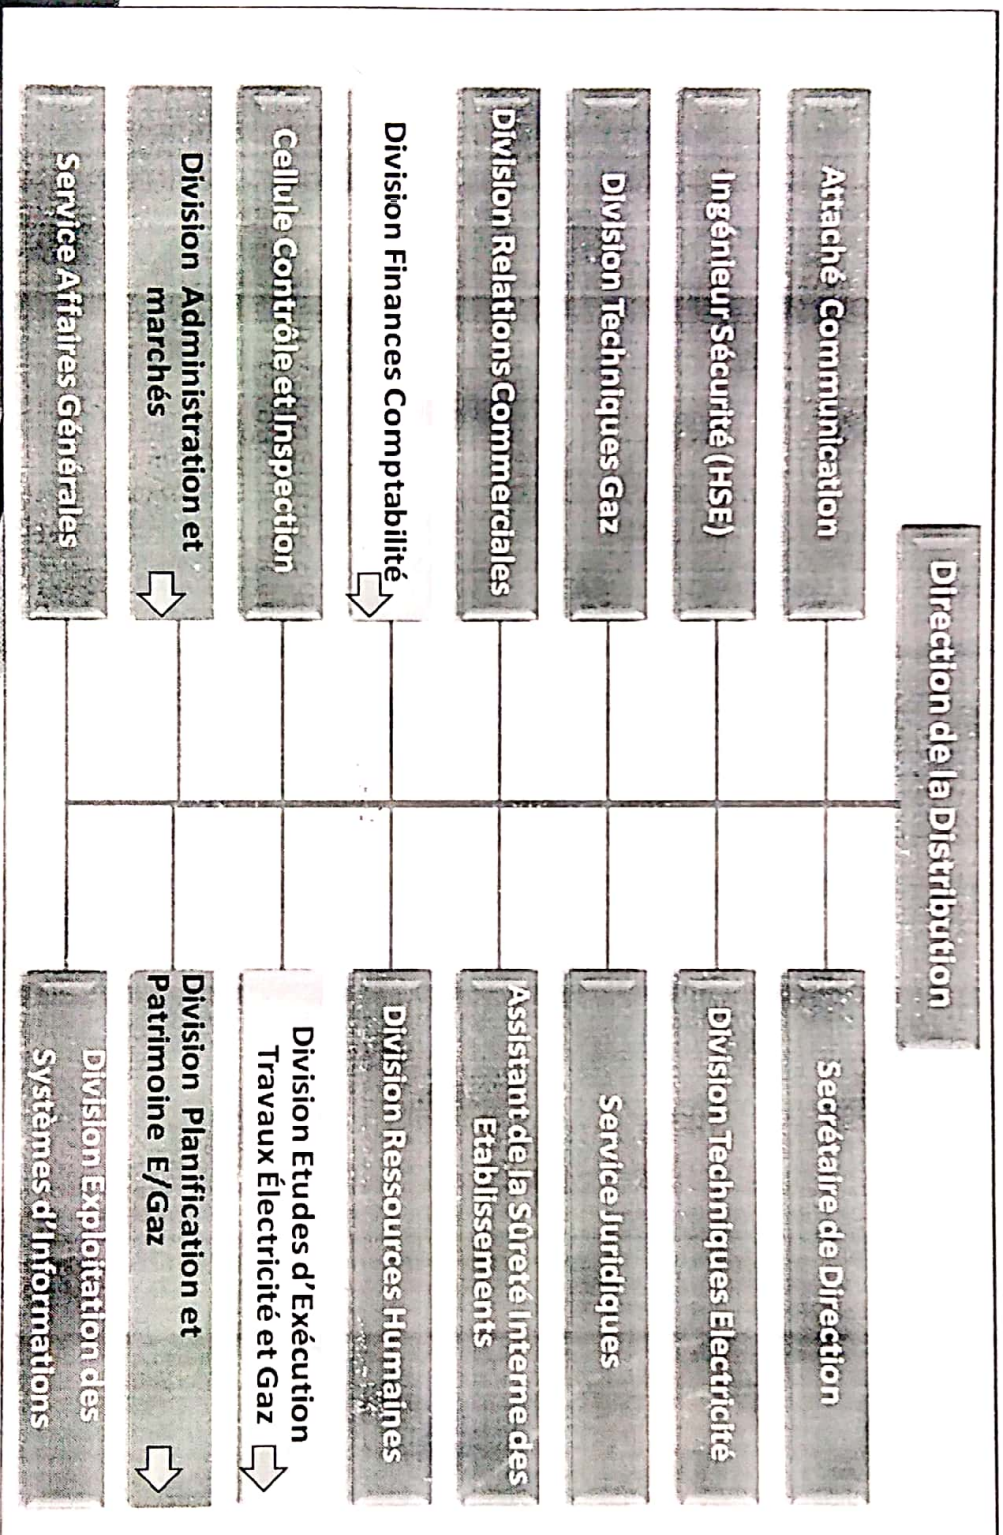 Direction de la Distribution
Attaché Communication
Secrétaire de Direction
Ingénieur Sécurité (HSE)
Division Techniques Electricité
Division Techniques Gaz
Service Juridiques
Division Relations Commerciales
Assistant de la Sûreté Interne des
Etablissements
Division Finances Comptabilité
Division Ressources Humaines
Cellule Contrôle et Inspection
Division Etudes d'Exécution
Travaux Électricité et Gaz
Division Administration et
marchés
Division Planification et
Patrimoine E/Gaz
Service Affaires Générales
Division Exploitation des
Systèmes d'Informations